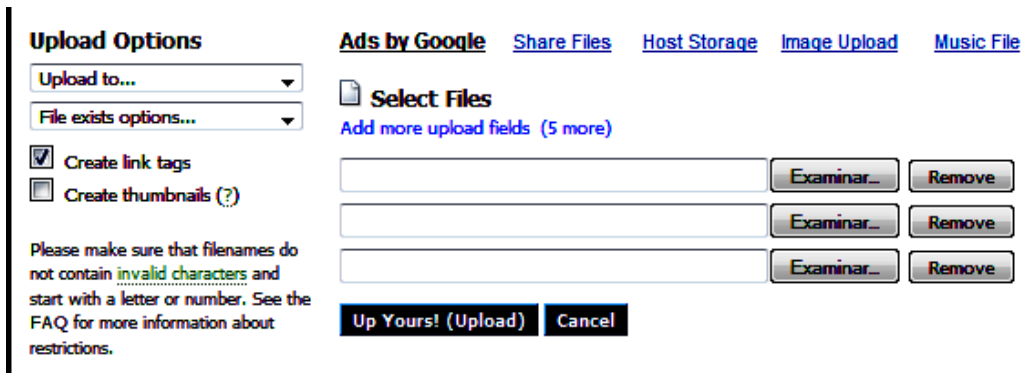 Upload Options
Upload to...
File exists options...
Create link tags
Create thumbnails (?)
Please make sure that filenames do
not contain invalid characters and
start with a letter or number. See the
FAQ for more information about
restrictions.
Ads by Google Share Files Host Storage Image Upload Music File
Select Files
Add more upload fields (5 more)
Examinar... Remove
Examinar... Remove
Examinar... Remove
Up Yours! (Upload) Cancel